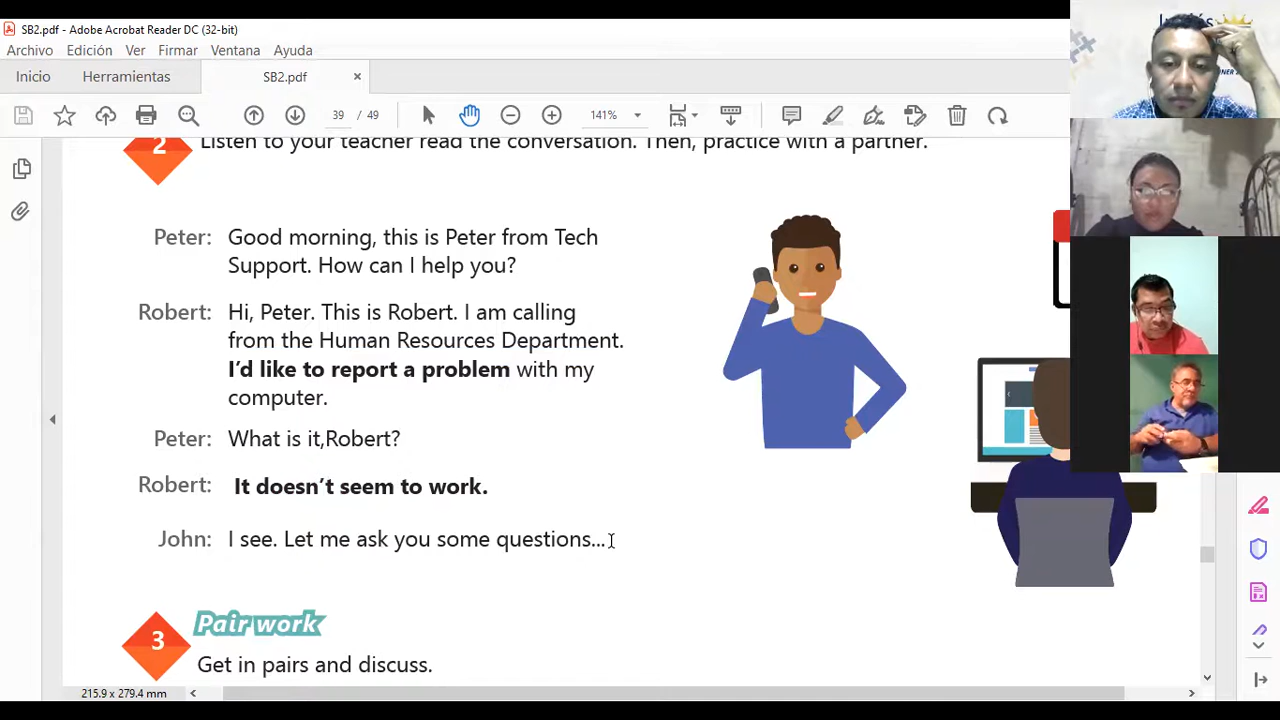 SB2.pdf - Adobe Acrobat Reader DC (32-bit)
Archivo Edición Ver Firmar Ventana Ayuda
Inicio Herramientas SB2.pdf ×
39 / 49 141%
2 Listen to your teacher read the conversation. Then, practice with a partner.
Peter: Good morning, this is Peter from Tech
Support. How can I help you?
Robert: Hi, Peter. This is Robert. I am calling
from the Human Resources Department.
I’d like to report a problem with my
computer.
Peter: What is it,Robert?
Robert: It doesn’t seem to work.
John: I see. Let me ask you some questions...
3 Pair work
Get in pairs and discuss.
215.9 x 279.4 mm